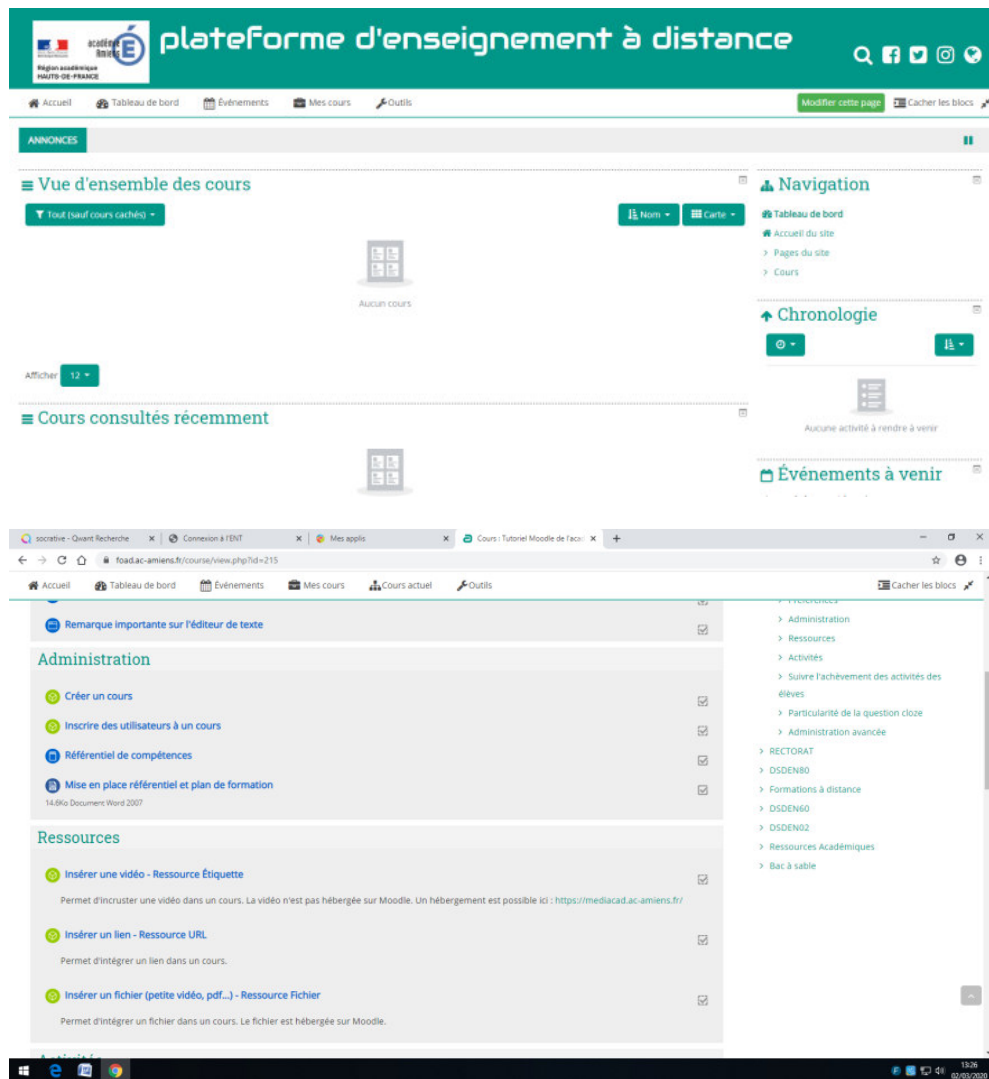 académie
Amiens
Région académique
HAUTS-DE-FRANCE
plateforme d'enseignement à distance
Accueil Tableau de bord Événements Mes cours Outils Modifier cette page Cacher les blocs
ANNONCES
Vue d'ensemble des cours
Tout (sauf cours cachés) Nom Carte
Aucun cours
Afficher 12
Cours consultés récemment
Navigation
Tableau de bord
Accueil du site
> Pages du site
> Cours
Chronologie
Aucune activité à rendre à venir
Événements à venir
socrative - Qwant Recherche Connexion à l'ENT Mes applis Cours : Tutoriel Moodle de l'acad
foad.ac-amiens.fr/course/view.php?id=215
Accueil Tableau de bord Événements Mes cours Cours actuel Outils Cacher les blocs
Remarque importante sur l'éditeur de texte
Administration
Créer un cours
Inscrire des utilisateurs à un cours
Référentiel de compétences
Mise en place référentiel et plan de formation
14.6Ko Document Word 2007
Ressources
Insérer une vidéo - Ressource Étiquette
Permet d'incruster une vidéo dans un cours. La vidéo n'est pas hébergée sur Moodle. Un hébergement est possible ici : https://mediacad.ac-amiens.fr/
Insérer un lien - Ressource URL
Permet d'intégrer un lien dans un cours.
Insérer un fichier (petite vidéo, pdf...) - Ressource Fichier
Permet d'intégrer un fichier dans un cours. Le fichier est hébergée sur Moodle.
> Préférences
> Administration
> Ressources
> Activités
> Suivre l'achèvement des activités des
élèves
> Particularité de la question cloze
> Administration avancée
> RECTORAT
> DSDEN80
> Formations à distance
> DSDEN60
> DSDEN02
> Ressources Académiques
> Bac à sable
Activités
13:26
02/03/2020